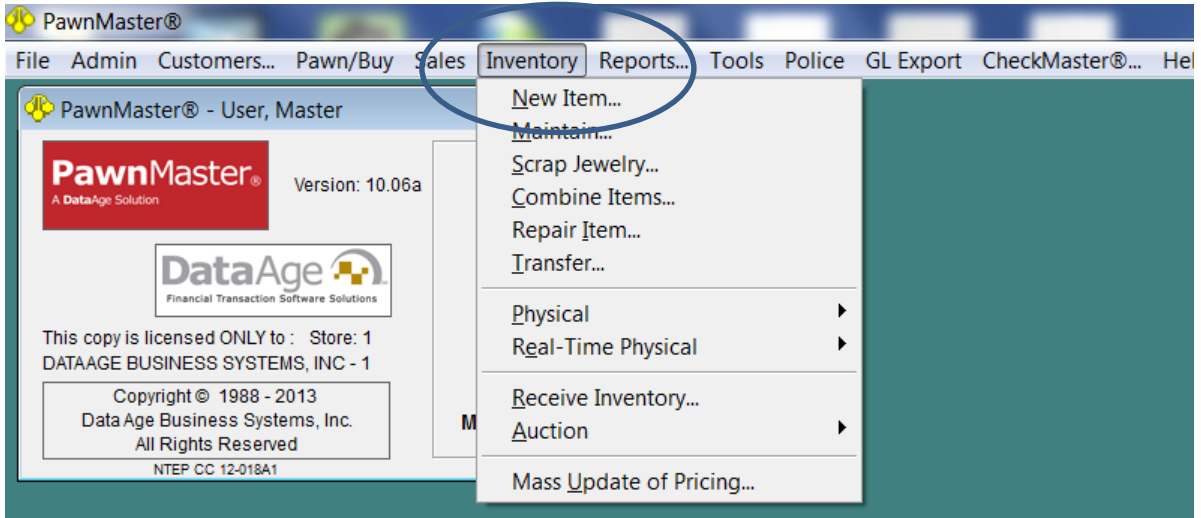 PawnMaster®
File Admin Customers... Pawn/Buy Sales Inventory Reports... Tools Police GL Export CheckMaster®...
PawnMaster® - User, Master
PawnMaster®
A DataAge Solution
Version: 10.06a
DataAge
Financial Transaction Software Solutions
This copy is licensed ONLY to : Store: 1
DATAAGE BUSINESS SYSTEMS, INC - 1
Copyright © 1988 - 2013
Data Age Business Systems, Inc.
All Rights Reserved
NTEP CC 12-018A1
M
New Item...
Maintain...
Scrap Jewelry...
Combine Items...
Repair Item...
Transfer...
Physical
Real-Time Physical
Receive Inventory...
Auction
Mass Update of Pricing...